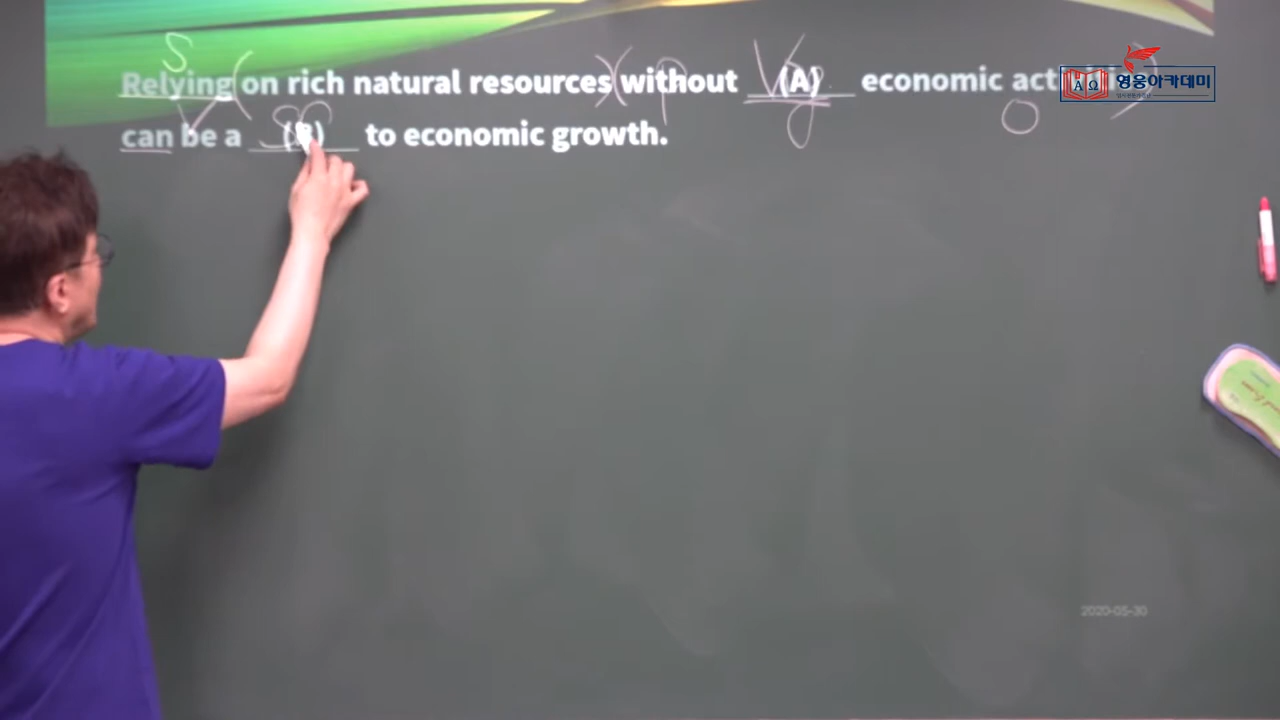 Relying on rich natural resources without (A) economic
can be a (B) to economic growth.
영웅아카데미
A Ω
S
V
p
Vg
g
O
2020-05-30